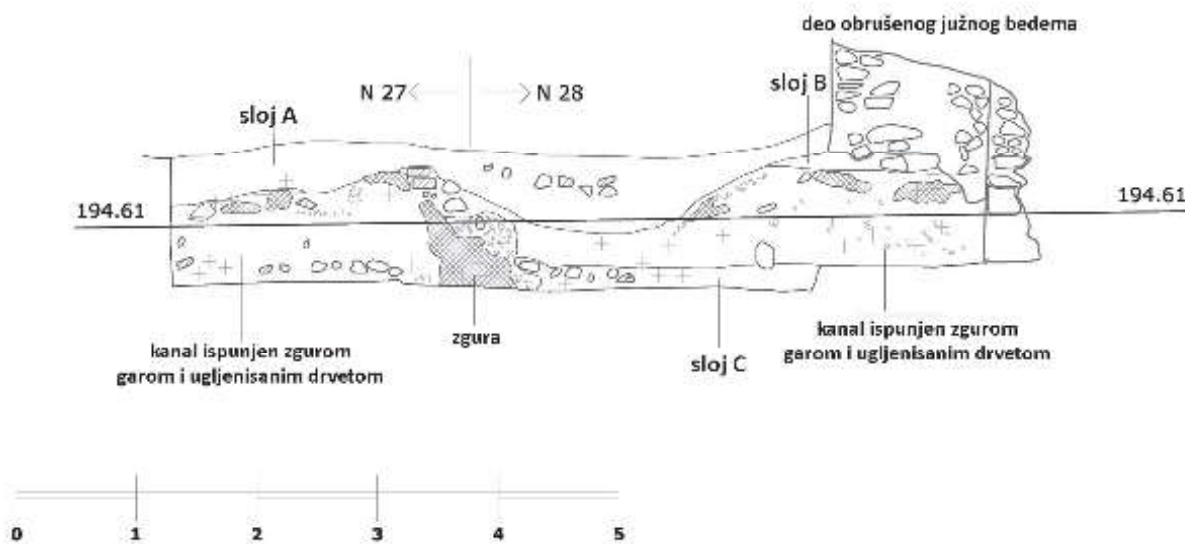 deo obrušenog južnog bedema
sloj B
N 27
N 28
sloj A
194.61
194.61
kanal ispunjen zgurom
garom i ugljenisanim drvetom
zgura
sloj C
kanal ispunjen zgurom
garom i ugljenisanim drvetom
0 1 2 3 4 5